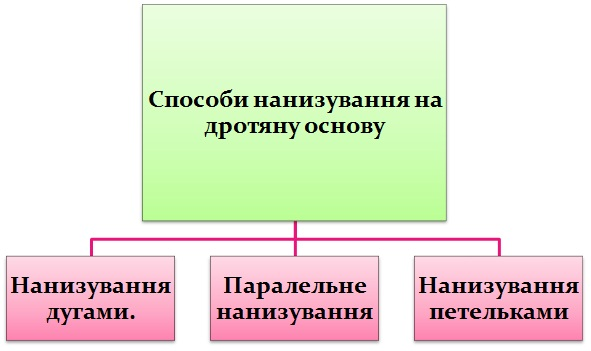 Способи нанизування на
дротяну основу
Нанизування
дугами.
Паралельне
нанизування
Нанизування
петельками